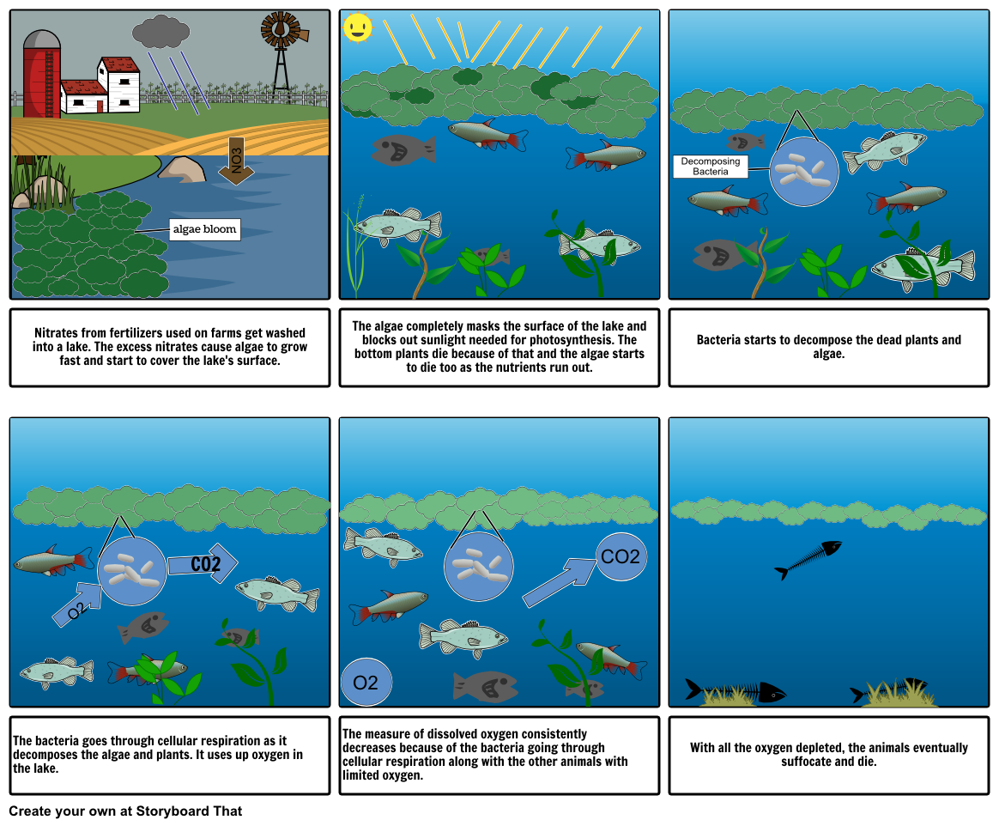 NO3
algae bloom
Decomposing
Bacteria
Nitrates from fertilizers used on farms get washed
into a lake. The excess nitrates cause algae to grow
fast and start to cover the lake's surface.
The algae completely masks the surface of the lake and
blocks out sunlight needed for photosynthesis. The
bottom plants die because of that and the algae starts
to die too as the nutrients run out.
Bacteria starts to decompose the dead plants and
algae.
CO2
O2
CO2
O2
The bacteria goes through cellular respiration as it
decomposes the algae and plants. It uses up oxygen in
the lake.
The measure of dissolved oxygen consistently
decreases because of the bacteria going through
cellular respiration along with the other animals with
limited oxygen.
With all the oxygen depleted, the animals eventually
suffocate and die.
Create your own at Storyboard That